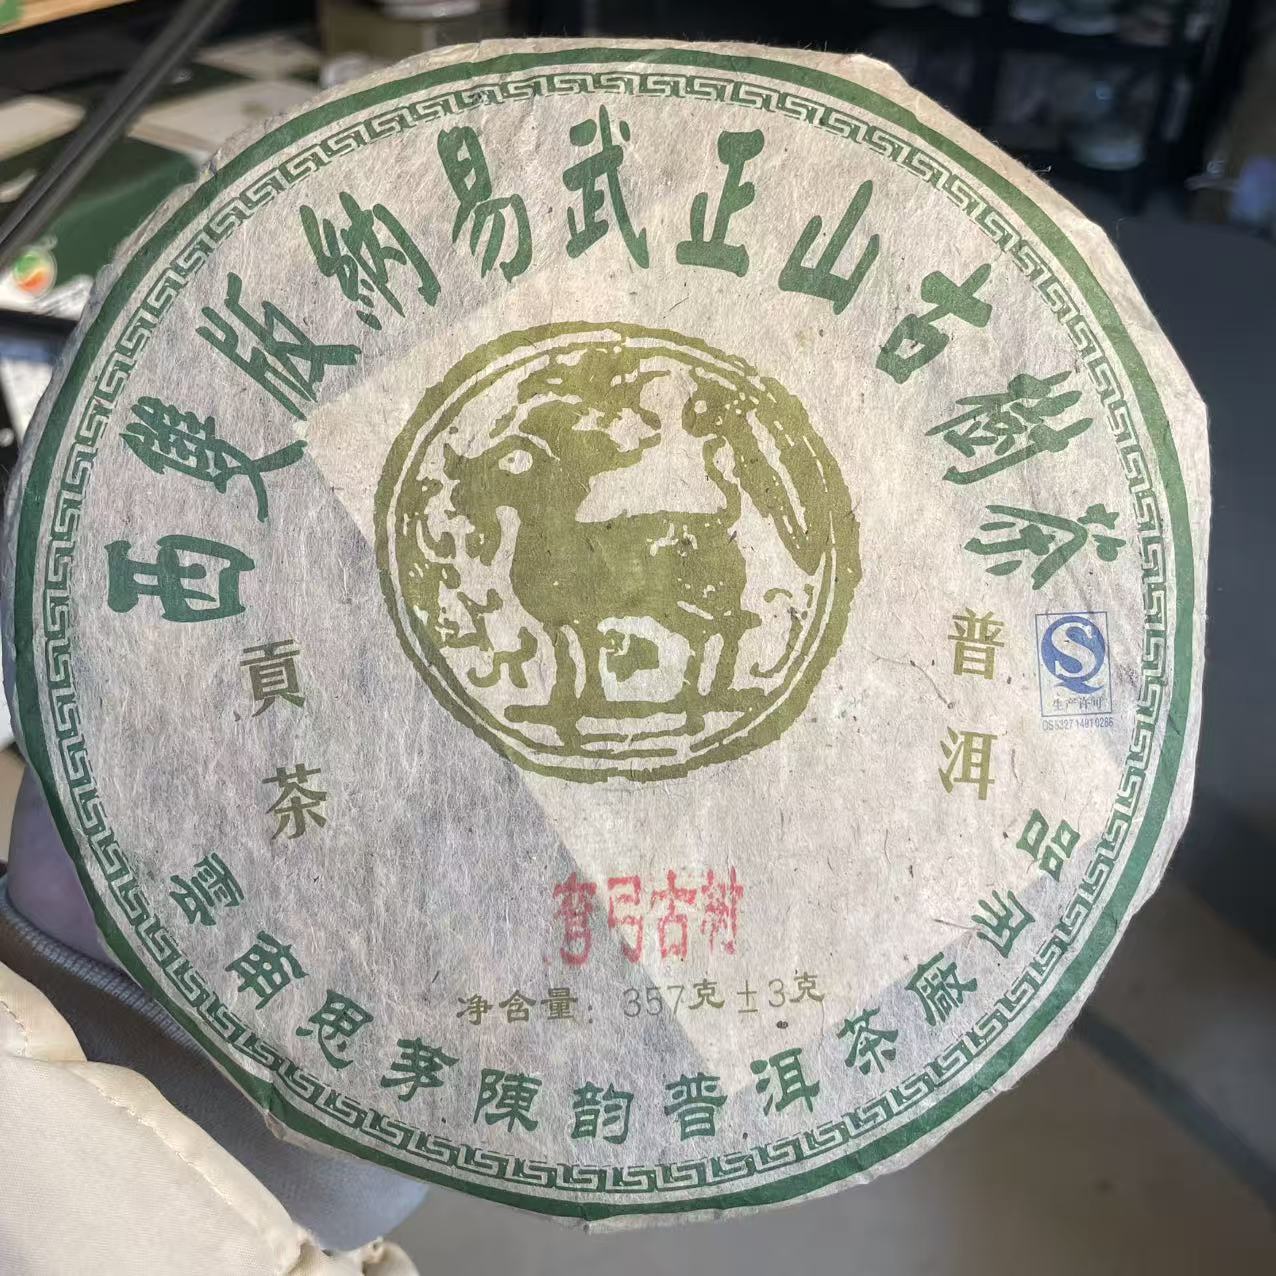 西雙版納易武正山古樹茶
貢茶
普洱
生产许可
QS532714010266
弯弓古树
净含量：357克±3克
雲南思茅陳韵普洱茶廠出品